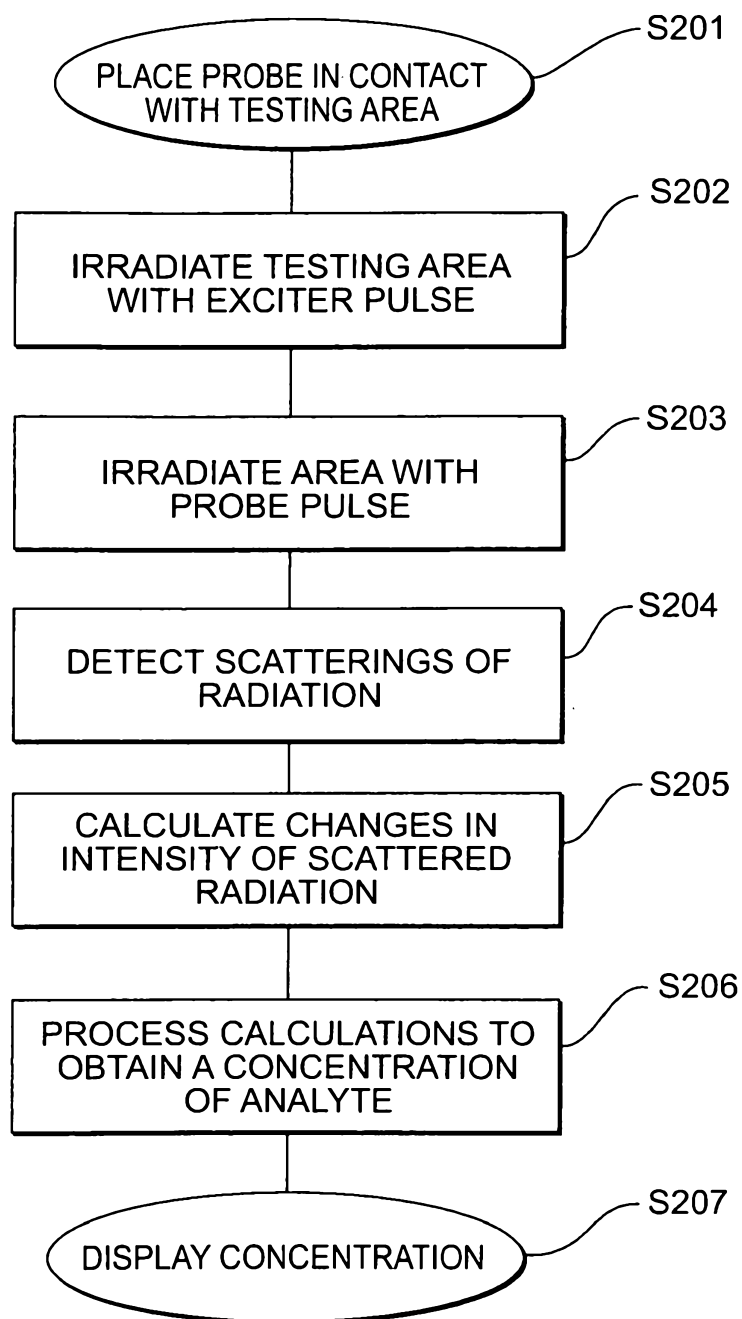 S201
PLACE PROBE IN CONTACT
WITH TESTING AREA
S202
IRRADIATE TESTING AREA
WITH EXCITER PULSE
S203
IRRADIATE AREA WITH
PROBE PULSE
S204
DETECT SCATTERINGS OF
RADIATION
S205
CALCULATE CHANGES IN
INTENSITY OF SCATTERED
RADIATION
S206
PROCESS CALCULATIONS TO
OBTAIN A CONCENTRATION
OF ANALYTE
S207
DISPLAY CONCENTRATION